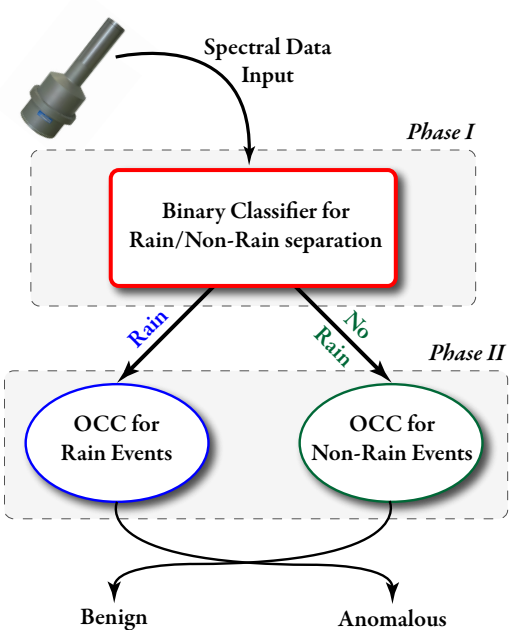 Spectral Data
Input
Phase I
Binary Classifier for
Rain/Non-Rain separation
Rain
No
Rain
Phase II
OCC for
Rain Events
OCC for
Non-Rain Events
Benign
Anomalous